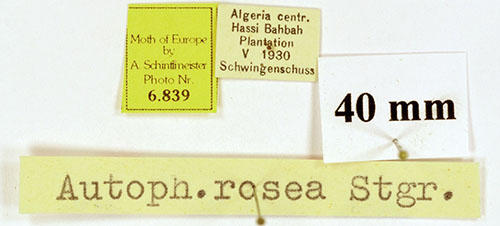 Moth of Europe
by
A. Schintlmeister
Photo Nr.
6.839
Algeria centr.
Hassi Bahbah
Plantation
V 1930
Schwingenschuss
40 mm
Autoph.rosea Stgr.